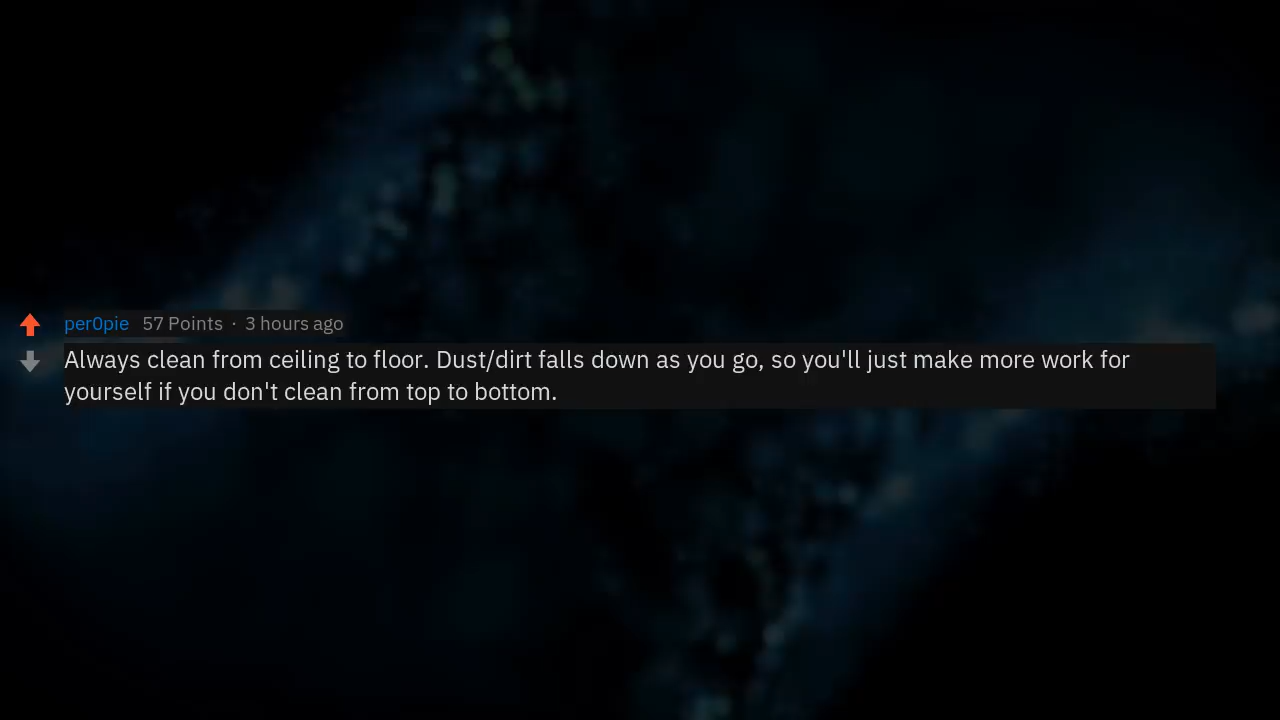 per0pie 57 Points · 3 hours ago
Always clean from ceiling to floor. Dust/dirt falls down as you go, so you'll just make more work for
yourself if you don't clean from top to bottom.